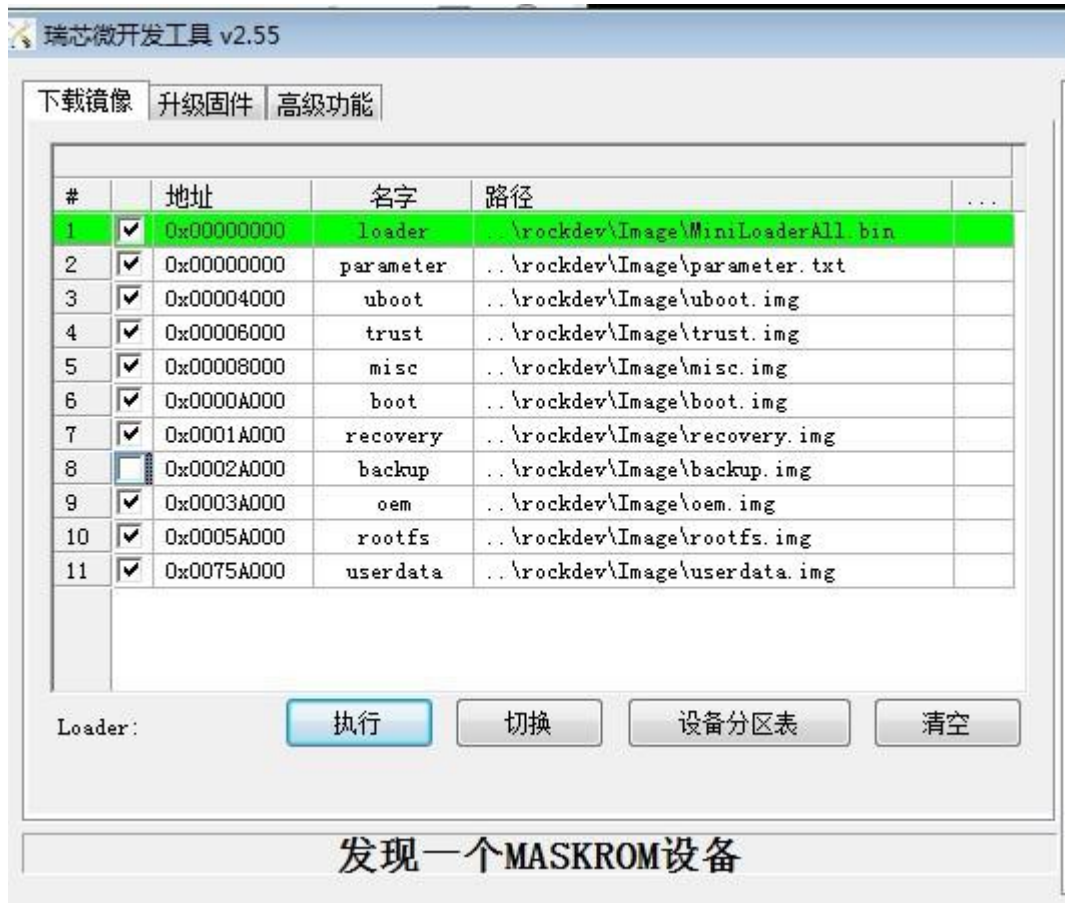 瑞芯微开发工具 v2.55
下载镜像 升级固件 高级功能
# 地址 名字 路径 ...
1 0x00000000 loader ..\rockdev\Image\MiniLoaderAll.bin
2 0x00000000 parameter ..\rockdev\Image\parameter.txt
3 0x00004000 uboot ..\rockdev\Image\uboot.img
4 0x00006000 trust ..\rockdev\Image\trust.img
5 0x00008000 misc ..\rockdev\Image\misc.img
6 0x0000A000 boot ..\rockdev\Image\boot.img
7 0x0001A000 recovery ..\rockdev\Image\recovery.img
8 0x0002A000 backup ..\rockdev\Image\backup.img
9 0x0003A000 oem ..\rockdev\Image\oem.img
10 0x0005A000 rootfs ..\rockdev\Image\rootfs.img
11 0x0075A000 userdata ..\rockdev\Image\userdata.img
Loader: 执行 切换 设备分区表 清空
发现一个MASKROM设备